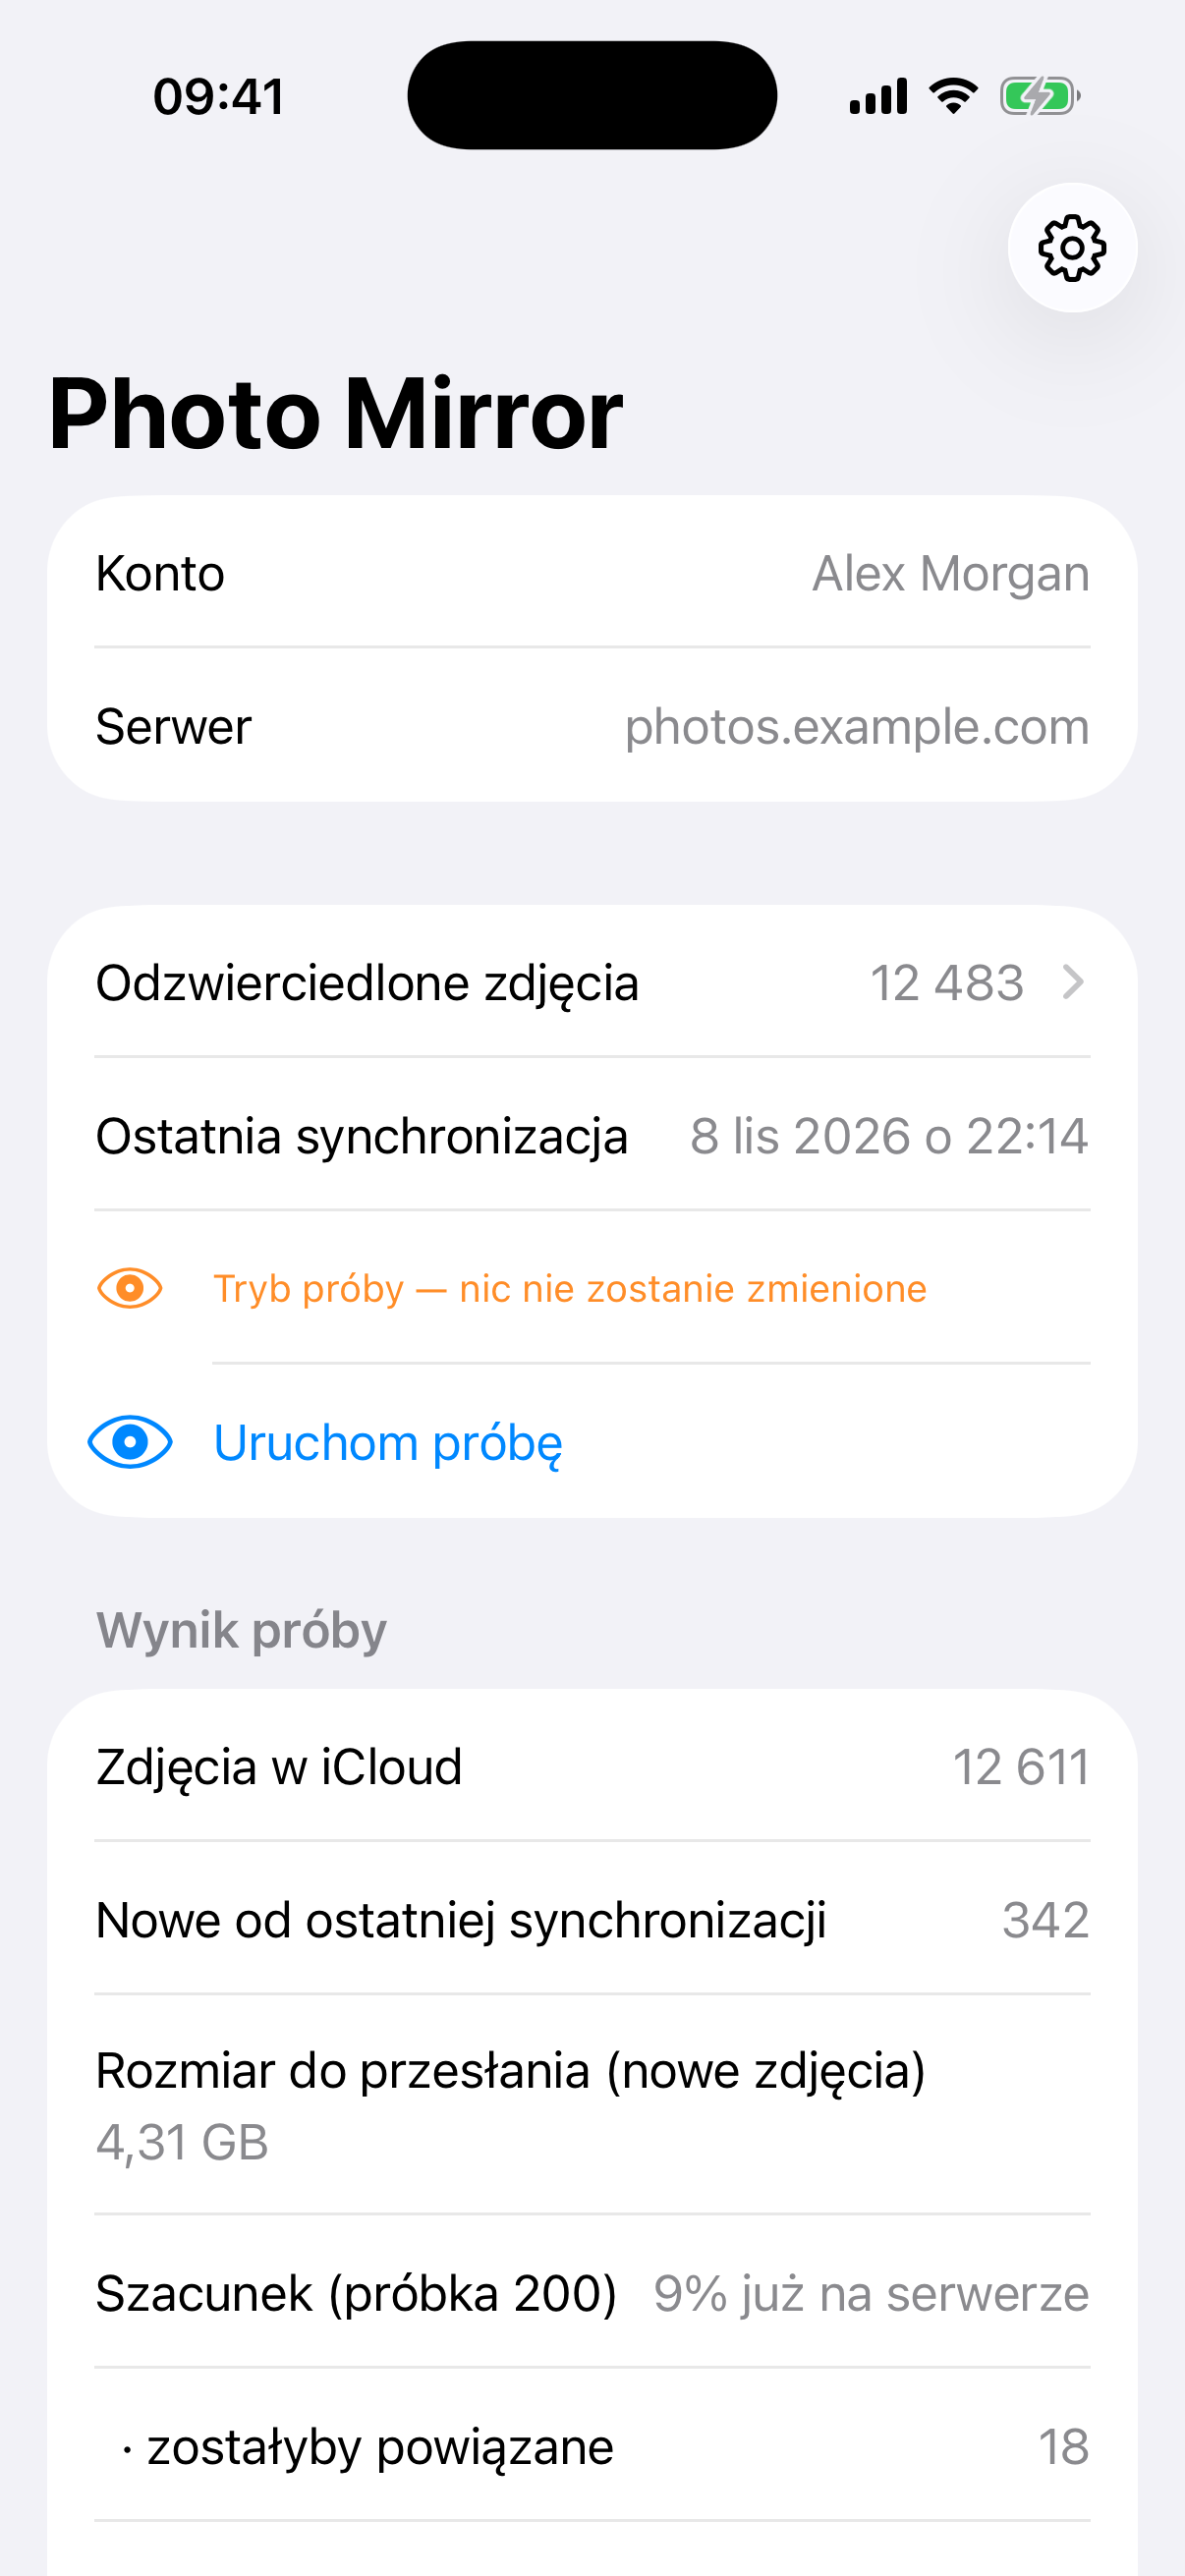 09:41
Photo Mirror
Konto Alex Morgan
Serwer photos.example.com
Odzwierciedlone zdjęcia 12 483
Ostatnia synchronizacja 8 lis 2026 o 22:14
Tryb próby — nic nie zostanie zmienione
Uruchom próbę
Wynik próby
Zdjęcia w iCloud 12 611
Nowe od ostatniej synchronizacji 342
Rozmiar do przesłania (nowe zdjęcia)
4,31 GB
Szacunek (próbka 200) 9% już na serwerze
· zostałyby powiązane 18